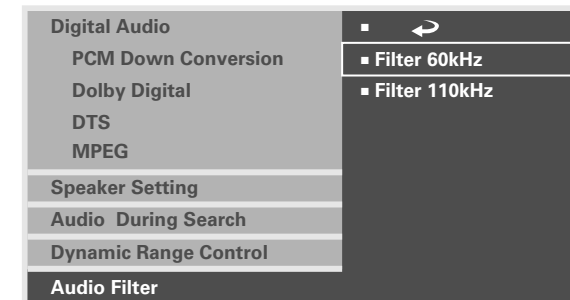 Digital Audio
PCM Down Conversion
Dolby Digital
DTS
MPEG
Speaker Setting
Audio During Search
Dynamic Range Control
Audio Filter
Filter 60kHz
Filter 110kHz